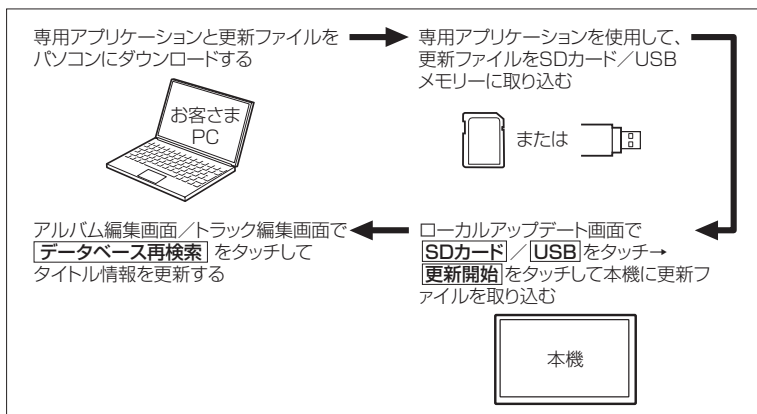 専用アプリケーションと更新ファイルを
パソコンにダウンロードする
お客さま
PC
専用アプリケーションを使用して、
更新ファイルをSDカード／USB
メモリーに取り込む
または
ローカルアップデート画面で
SDカード／USBをタッチ→
更新開始をタッチして本機に更新フ
ァイルを取り込む
本機
アルバム編集画面／トラック編集画面で
データベース再検索をタッチして
タイトル情報を更新する